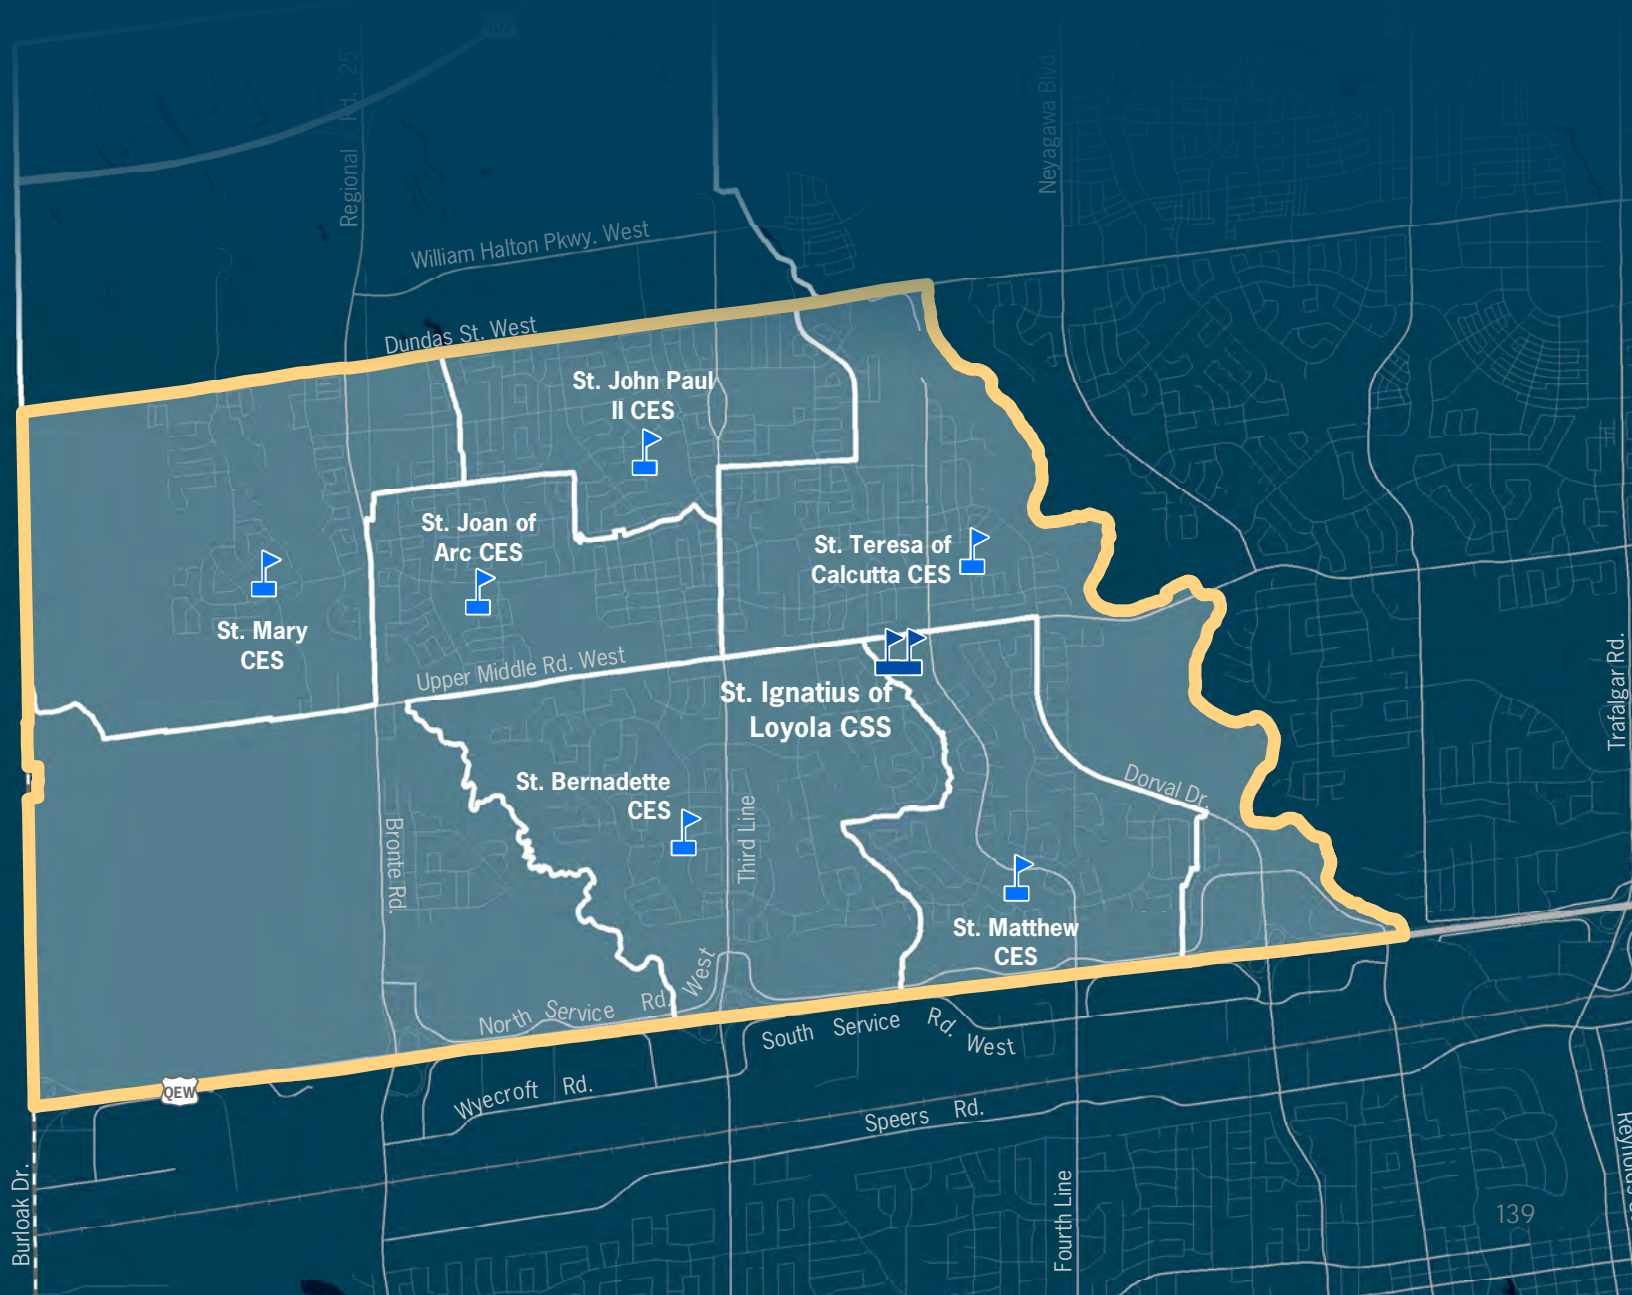 Regional Rd. 25
Neyagawa Blvd.
William Halton Pkwy. West
Dundas St. West
St. John Paul
II CES
St. Joan of
Arc CES
St. Teresa of
Calcutta CES
St. Mary
CES
Upper Middle Rd. West
St. Ignatius of
Loyola CSS
Trafalgar Rd.
St. Bernadette
CES
Dorval Dr.
Bronte Rd.
Third Line
St. Matthew
CES
North Service Rd. West
South Service Rd. West
QEW
Wyecroft Rd.
Speers Rd.
Burloak Dr.
Fourth Line
139